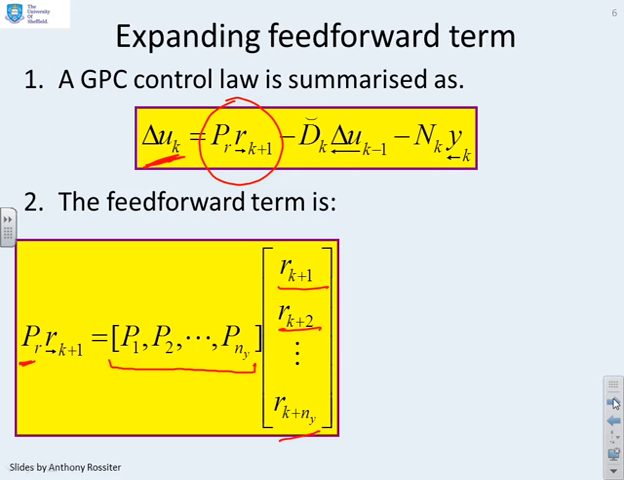 The
University
Of
Sheffield.
6
Expanding feedforward term
1. A GPC control law is summarised as.
Δu_k = P_r r_{→k+1} − D̆_k Δu_{←k−1} − N_k y_{←k}
2. The feedforward term is:
P_r r_{→k+1} = [P_1, P_2, ⋯, P_{n_y}] [r_{k+1} r_{k+2} ⋮ r_{k+n_y}]
Slides by Anthony Rossiter